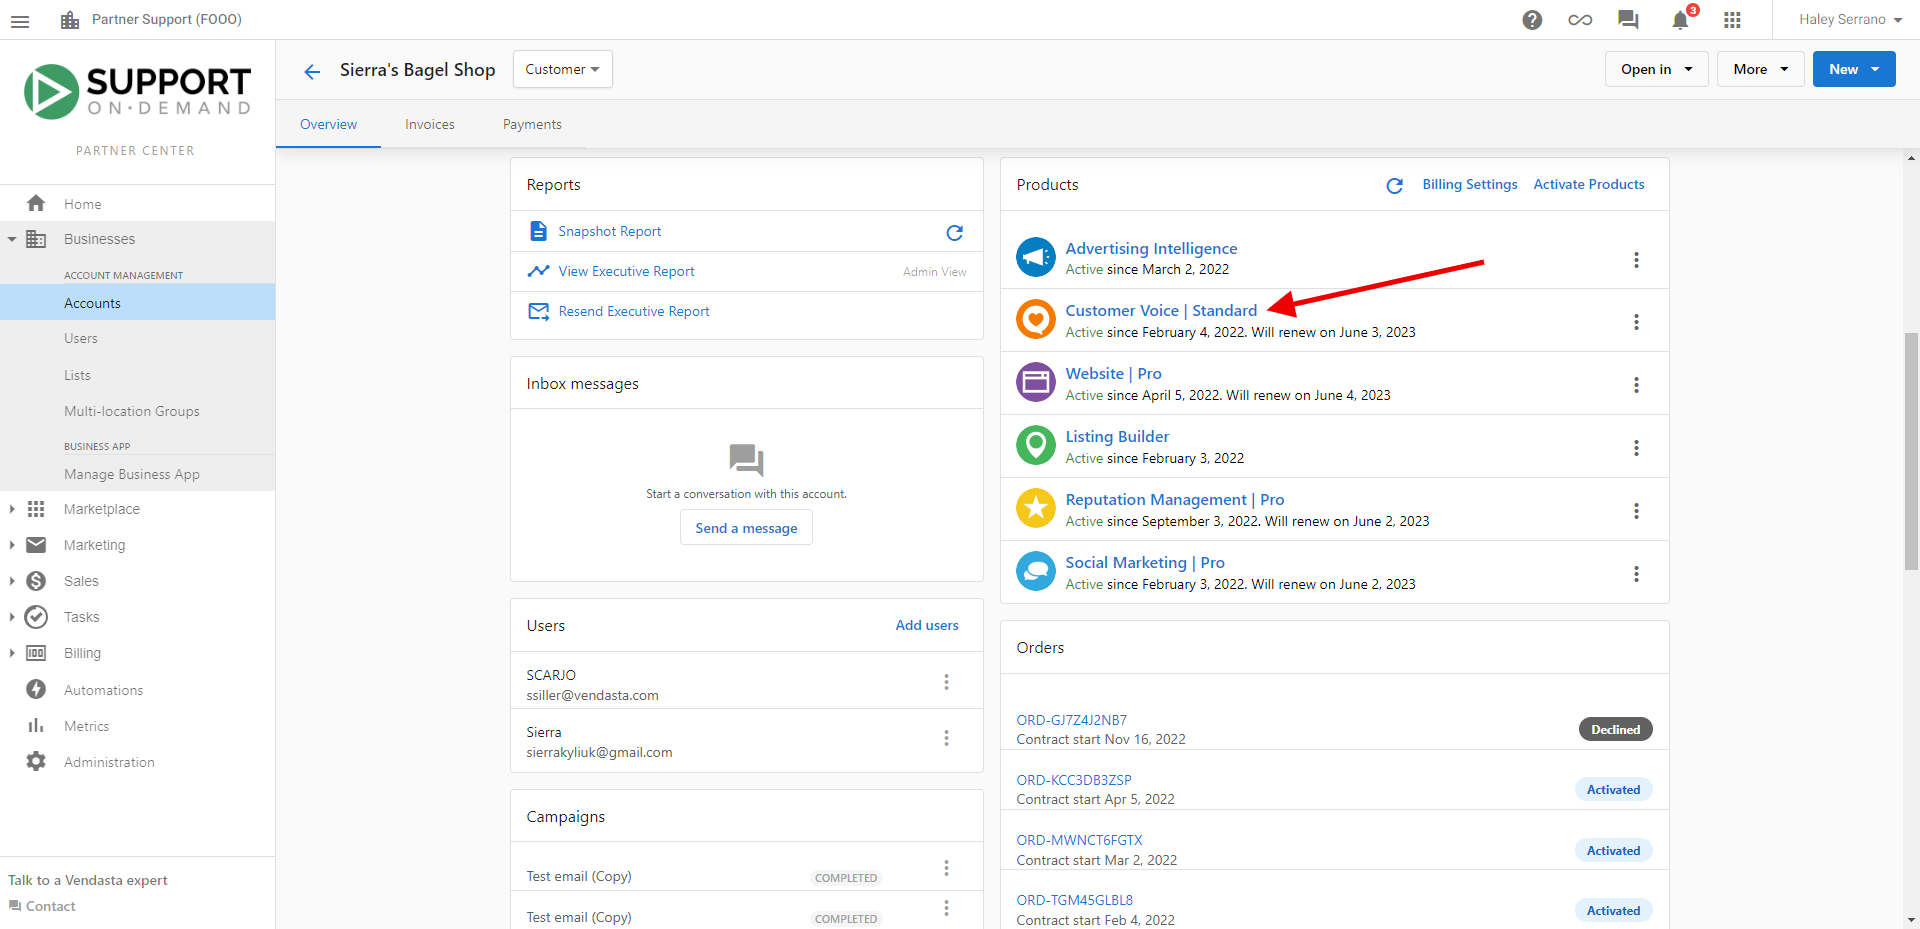 Partner Support (FOOO)
3
Haley Serrano
SUPPORT
ON·DEMAND
PARTNER CENTER
Home
Businesses
ACCOUNT MANAGEMENT
Accounts
Users
Lists
Multi-location Groups
BUSINESS APP
Manage Business App
Marketplace
Marketing
Sales
Tasks
Billing
Automations
Metrics
Administration
Talk to a Vendasta expert
Contact
Sierra's Bagel Shop
Customer
Open in
More
New
Overview
Invoices
Payments
Reports
Snapshot Report
View Executive Report
Admin View
Resend Executive Report
Inbox messages
Start a conversation with this account.
Send a message
Users
Add users
SCARJO
ssiller@vendasta.com
Sierra
sierrakyliuk@gmail.com
Campaigns
Test email (Copy)
COMPLETED
Test email (Copy)
COMPLETED
Products
Billing Settings
Activate Products
Advertising Intelligence
Active since March 2, 2022
Customer Voice | Standard
Active since February 4, 2022. Will renew on June 3, 2023
Website | Pro
Active since April 5, 2022. Will renew on June 4, 2023
Listing Builder
Active since February 3, 2022
Reputation Management | Pro
Active since September 3, 2022. Will renew on June 2, 2023
Social Marketing | Pro
Active since February 3, 2022. Will renew on June 2, 2023
Orders
ORD-GJ7Z4J2NB7
Contract start Nov 16, 2022
Declined
ORD-KCC3DB3ZSP
Contract start Apr 5, 2022
Activated
ORD-MWNCT6FGTX
Contract start Mar 2, 2022
Activated
ORD-TGM45GLBL8
Contract start Feb 4, 2022
Activated